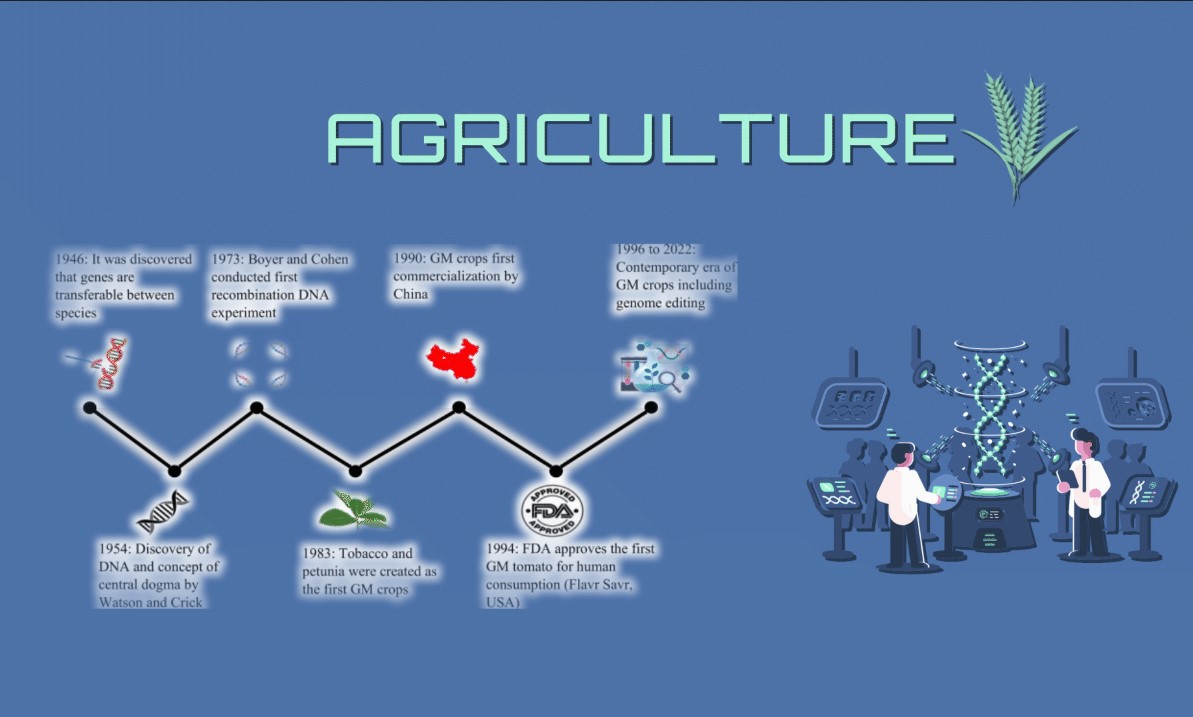 AGRICULTURE
1946: It was discovered
that genes are
transferable between
species
1973: Boyer and Cohen
conducted first
recombination DNA
experiment
1990: GM crops first
commercialization by
China
1996 to 2022:
Contemporary era of
GM crops including
genome editing
1954: Discovery of
DNA and concept of
central dogma by
Watson and Crick
1983: Tobacco and
petunia were created as
the first GM crops
APPROVED
FDA
APPROVED
1994: FDA approves the first
GM tomato for human
consumption (Flavr Savr,
USA)